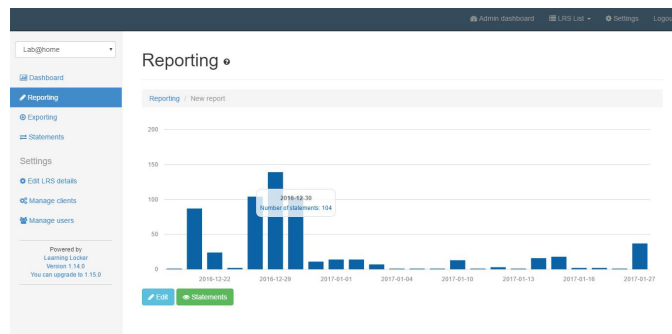 Admin dashboard LRS List Settings Logou
Lab@home
Dashboard
Reporting
Exporting
Statements
Settings
Edit LRS details
Manage clients
Manage users
Powered by
Learning Locker
Version 1.14.0
You can upgrade to 1.15.0
Reporting
Reporting / New report
200
150
100
50
0
2016-12-30
Number of statements: 104
2016-12-22 2016-12-29 2017-01-01 2017-01-04 2017-01-10 2017-01-13 2017-01-16 2017-01-27
Edit Statements